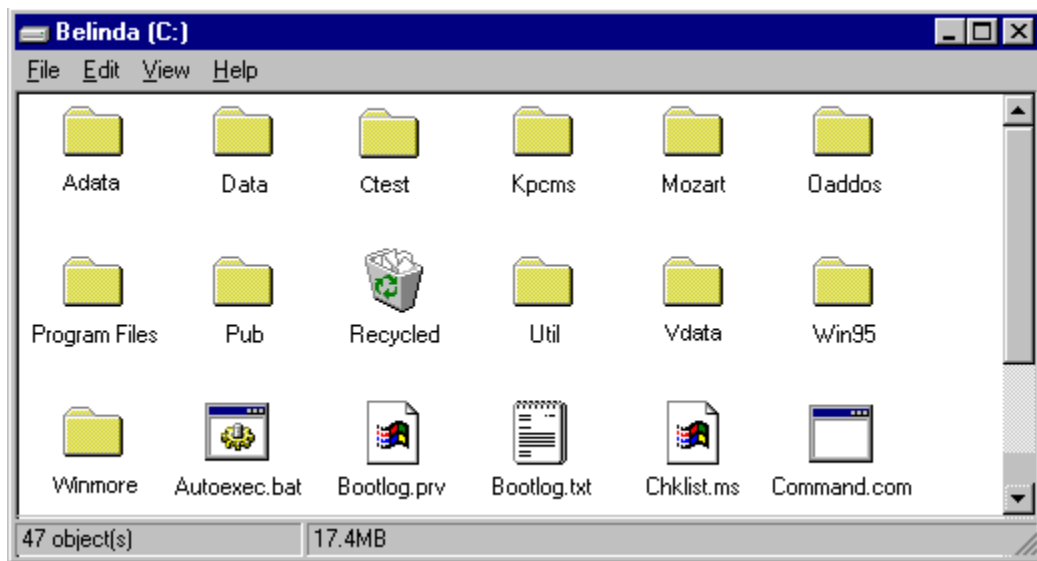 Belinda (C:)
File Edit View Help
Adata Data Ctest Kpcms Mozart Oaddos
Program Files Pub Recycled Util Vdata Win95
Winmore Autoexec.bat Bootlog.prv Bootlog.txt Chklist.ms Command.com
47 object(s) 17.4MB